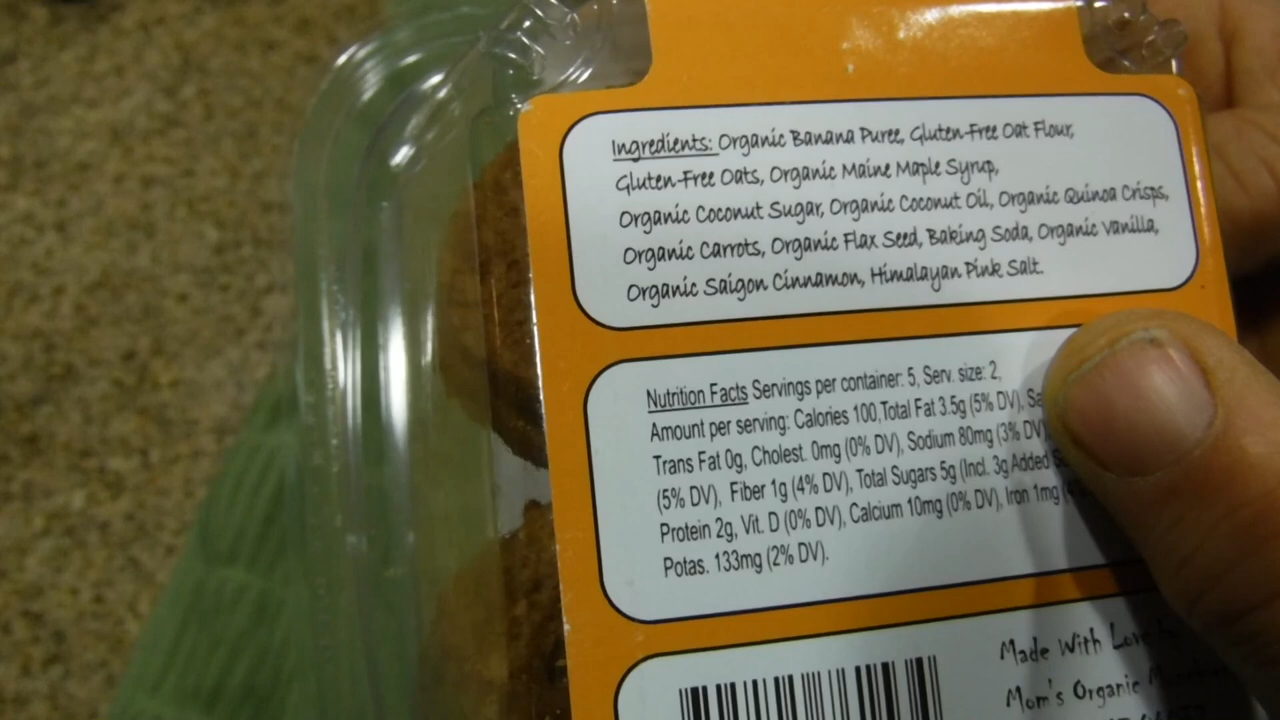 Ingredients: Organic Banana Puree, Gluten-Free Oat Flour,
Gluten-Free Oats, Organic Maine Maple Syrup,
Organic Coconut Sugar, Organic Coconut Oil, Organic Quinoa Crisps,
Organic Carrots, Organic Flax Seed, Baking Soda, Organic Vanilla,
Organic Saigon Cinnamon, Himalayan Pink Salt.
Nutrition Facts Servings per container: 5, Serv. size: 2,
Amount per serving: Calories 100, Total Fat 3.5g (5% DV),
Trans Fat 0g, Cholest. 0mg (0% DV), Sodium 80mg (3% DV)
(5% DV), Fiber 1g (4% DV), Total Sugars 5g (Incl. 3g Added
Protein 2g, Vit. D (0% DV), Calcium 10mg (0% DV), Iron 1mg
Potas. 133mg (2% DV).
Made With Love
Mom's Organic